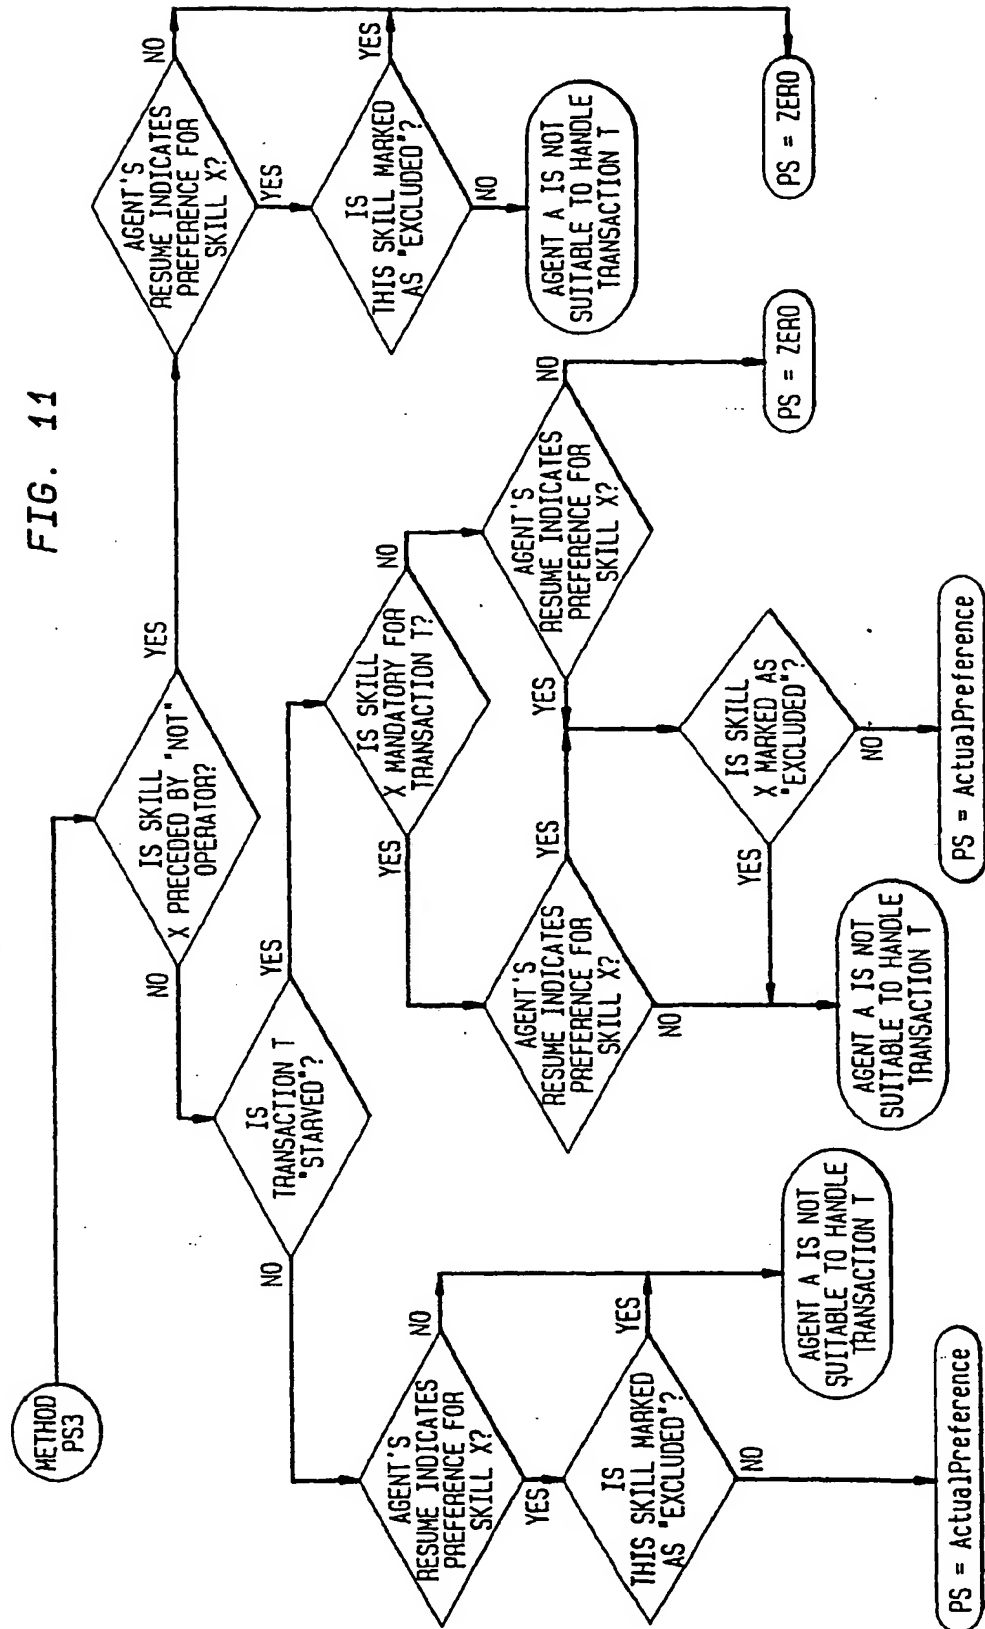 FIG. 11
METHOD
PS3
IS SKILL
X PRECEDED BY "NOT"
OPERATOR?
NO
YES
IS
TRANSACTION T
"STARVED"?
NO
YES
AGENT'S
RESUME INDICATES
PREFERENCE FOR
SKILL X?
NO
YES
IS
THIS SKILL MARKED
AS "EXCLUDED"?
YES
NO
AGENT A IS NOT
SUITABLE TO HANDLE
TRANSACTION T
PS = ActualPreference
IS SKILL
X MANDATORY FOR
TRANSACTION T?
YES
NO
AGENT'S
RESUME INDICATES
PREFERENCE FOR
SKILL X?
YES
NO
AGENT'S
RESUME INDICATES
PREFERENCE FOR
SKILL X?
YES
NO
IS SKILL
X MARKED AS
"EXCLUDED"?
YES
NO
AGENT A IS NOT
SUITABLE TO HANDLE
TRANSACTION T
PS = ActualPreference
PS = ZERO
AGENT'S
RESUME INDICATES
PREFERENCE FOR
SKILL X?
NO
YES
IS
THIS SKILL MARKED
AS "EXCLUDED"?
YES
NO
AGENT A IS NOT
SUITABLE TO HANDLE
TRANSACTION T
PS = ZERO